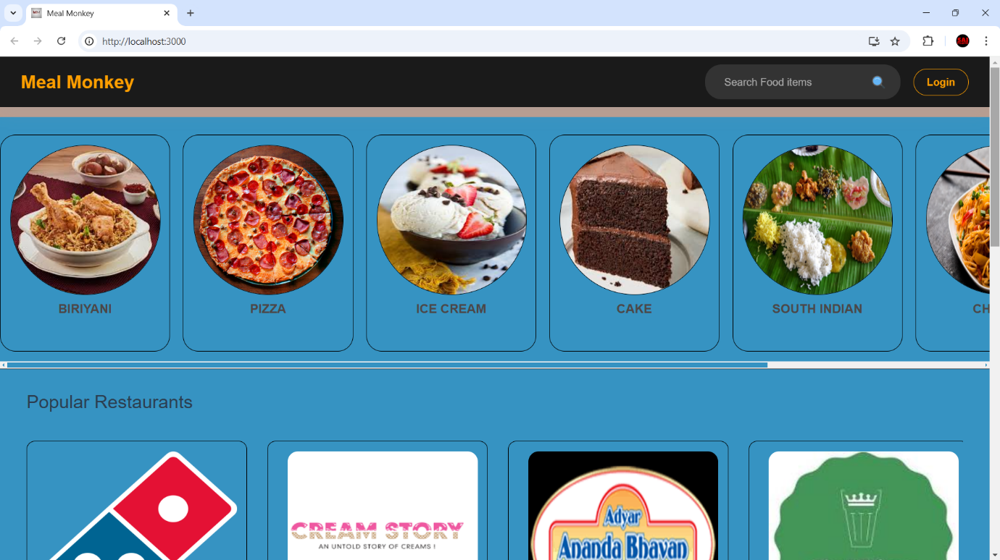 Meal Monkey
http://localhost:3000
Meal Monkey
Search Food items
Login
BIRIYANI
PIZZA
ICE CREAM
CAKE
SOUTH INDIAN
CH
Popular Restaurants
CREAM STORY
AN UNTOLD STORY OF CREAMS !
Adyar
Ananda Bhavan